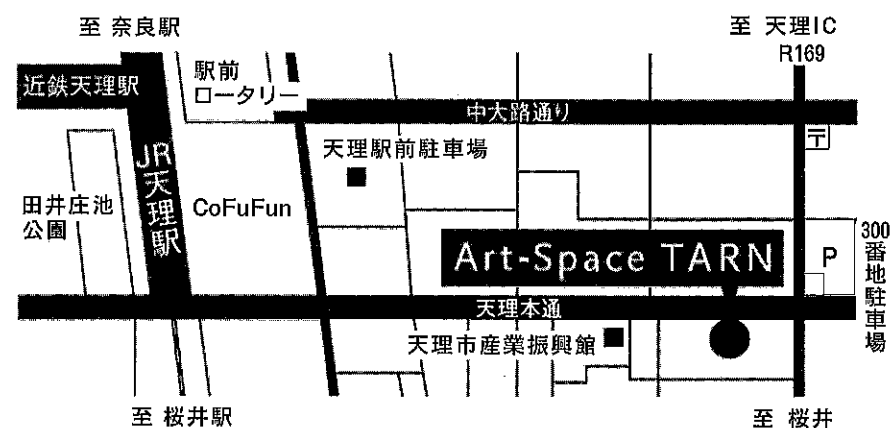 至 奈良駅
至 天理IC
R169
近鉄天理駅
駅前
ロータリー
中大路通り
〒
天理駅前駐車場
JR天理駅
田井庄池
公園
CoFuFun
Art-Space TARN
P
300
番地駐車場
天理本通
天理市産業振興館
至 桜井駅
至 桜井